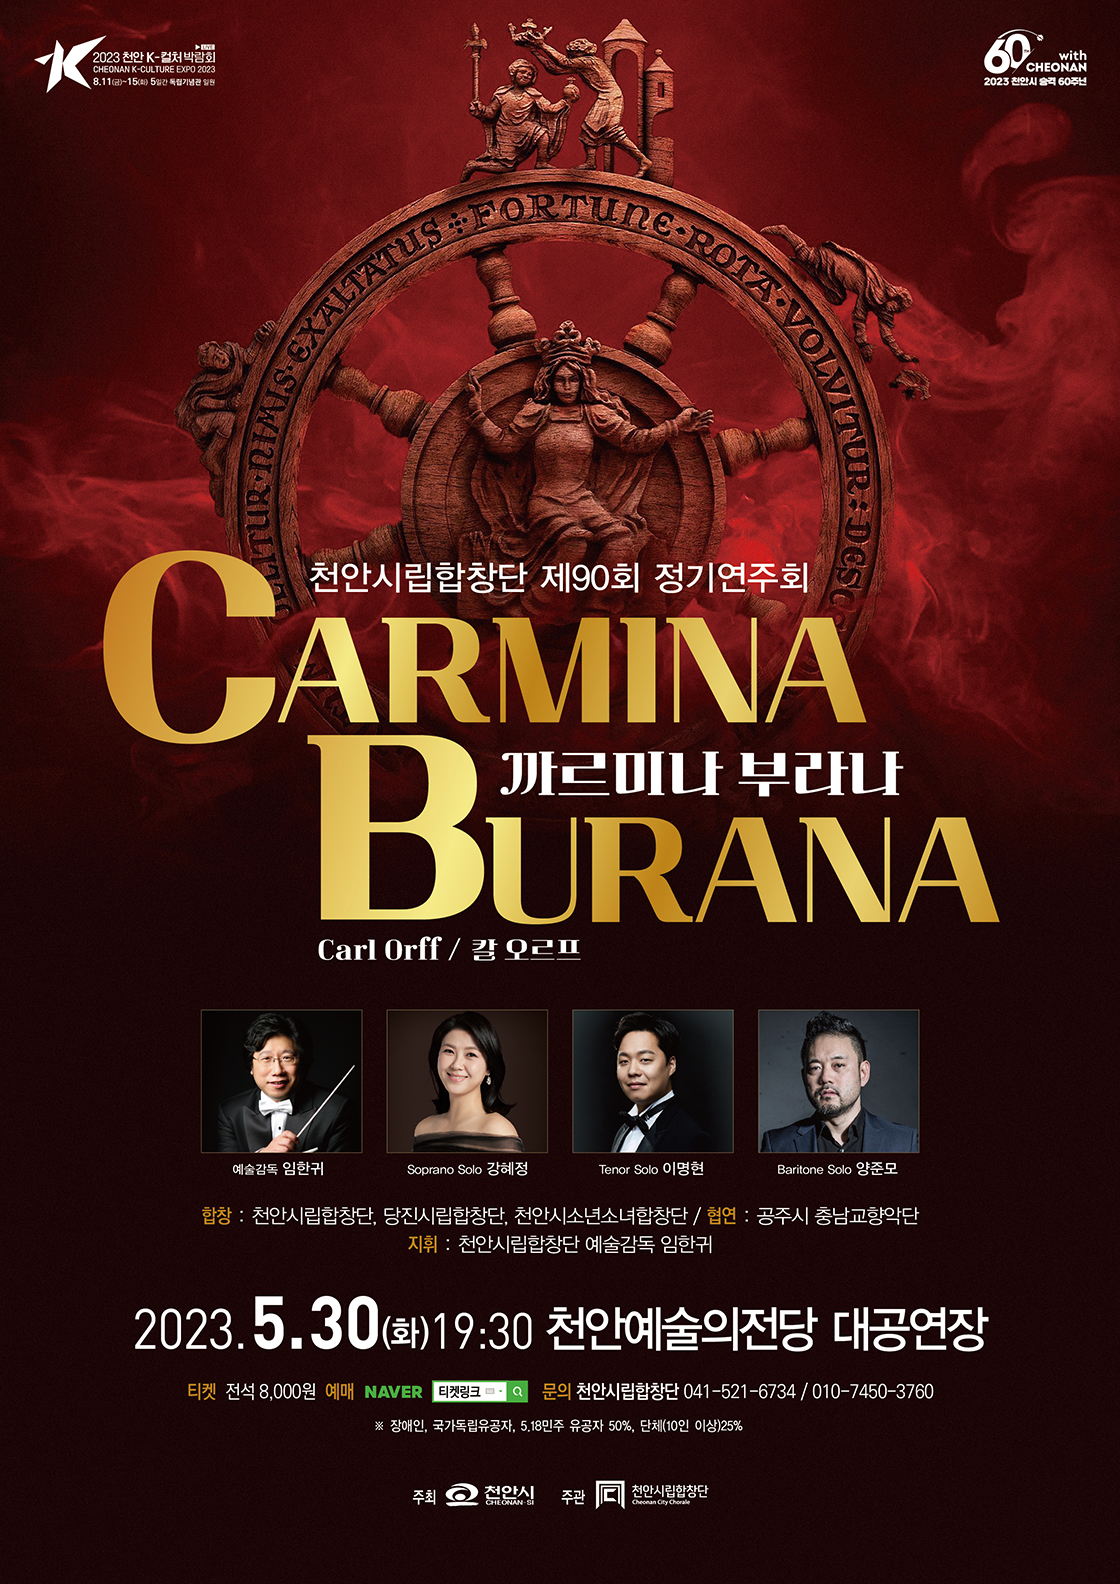 2023 천안 K-컬처 박람회 ▶LIVE
CHEONAN K-CULTURE EXPO 2023
8.11(금)~15(화) 5일간 독립기념관 일원
60TH with
CHEONAN
2023 천안시 승격 60주년
NIMIS · EXALTATUS ⁘ FORTUNE · ROTA · VOLVITUR : DESC
천안시립합창단 제90회 정기연주회
CARMINA
까르미나 부라나
BURANA
Carl Orff / 칼 오르프
예술감독 임한귀
Soprano Solo 강혜정
Tenor Solo 이명현
Baritone Solo 양준모
합창 : 천안시립합창단, 당진시립합창단, 천안시소년소녀합창단 / 협연 : 공주시 충남교향악단
지휘 : 천안시립합창단 예술감독 임한귀
2023. 5.30(화)19:30 천안예술의전당 대공연장
티켓 전석 8,000원 예매 NAVER 티켓링크 문의 천안시립합창단 041-521-6734 / 010-7450-3760
※ 장애인, 국가독립유공자, 5.18민주 유공자 50%, 단체(10인 이상)25%
주최 천안시 CHEONAN-SI 주관 천안시립합창단 Cheonan City Chorale